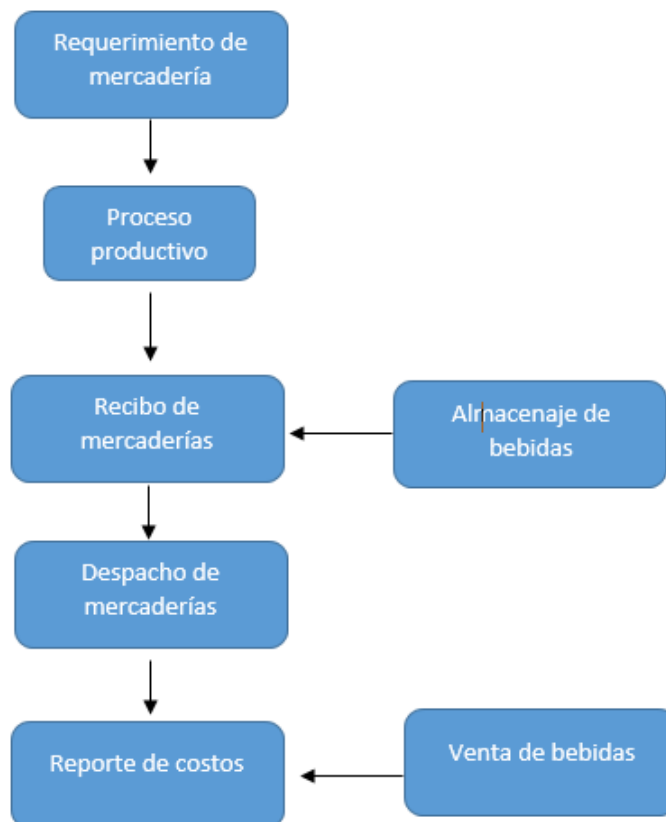 Requerimiento de
mercadería
Proceso
productivo
Recibo de
mercaderías
Almacenaje de
bebidas
Despacho de
mercaderías
Reporte de costos
Venta de bebidas